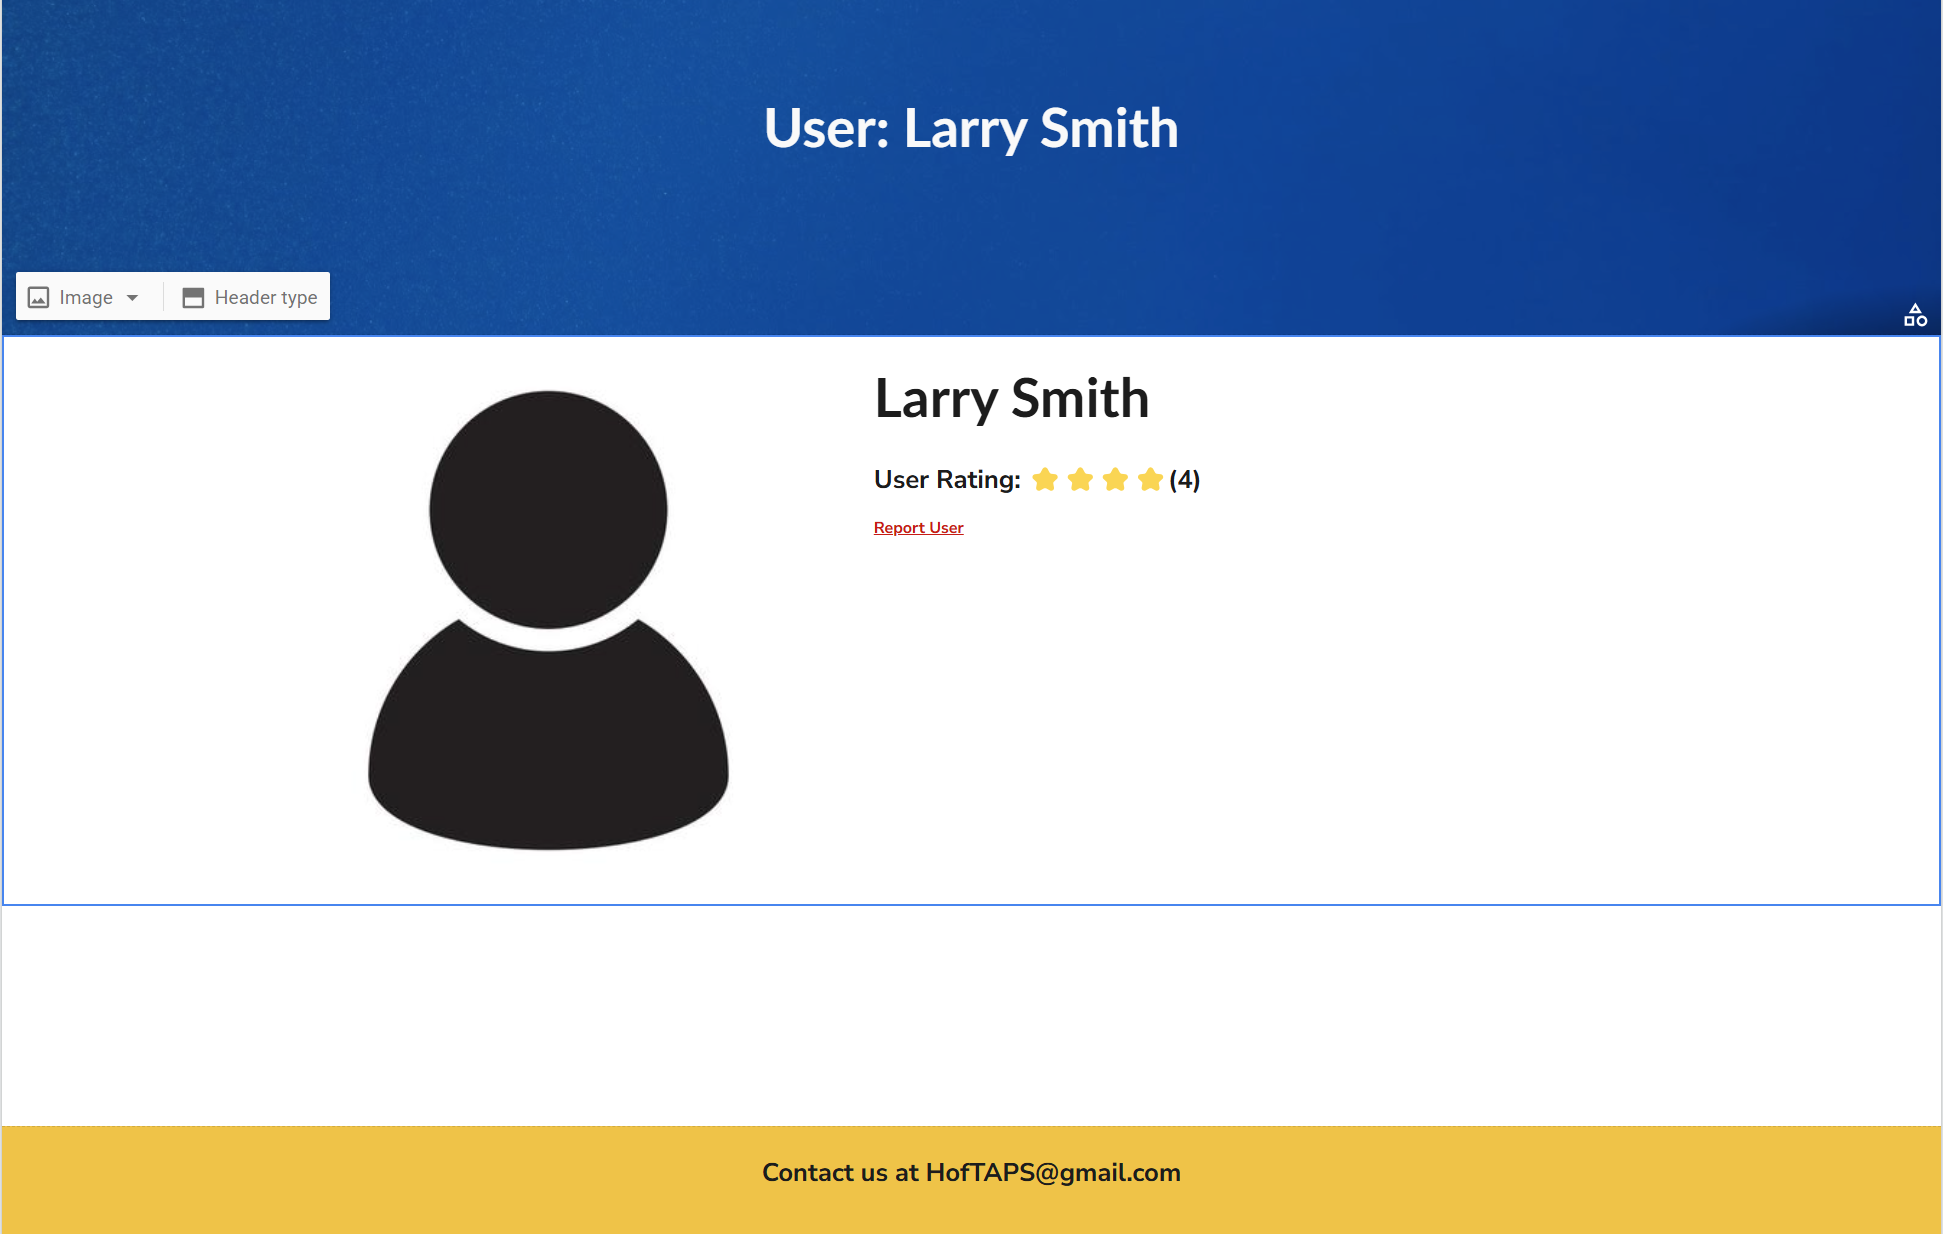 User: Larry Smith
Image
Header type
Larry Smith
User Rating: (4)
Report User
Contact us at HofTAPS@gmail.com